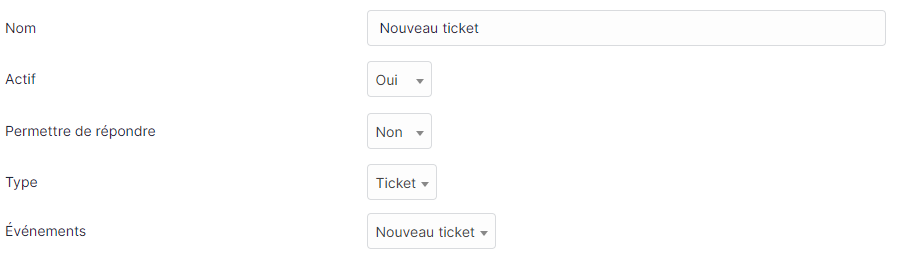 Nom Nouveau ticket
Actif Oui
Permettre de répondre Non
Type Ticket
Événements Nouveau ticket